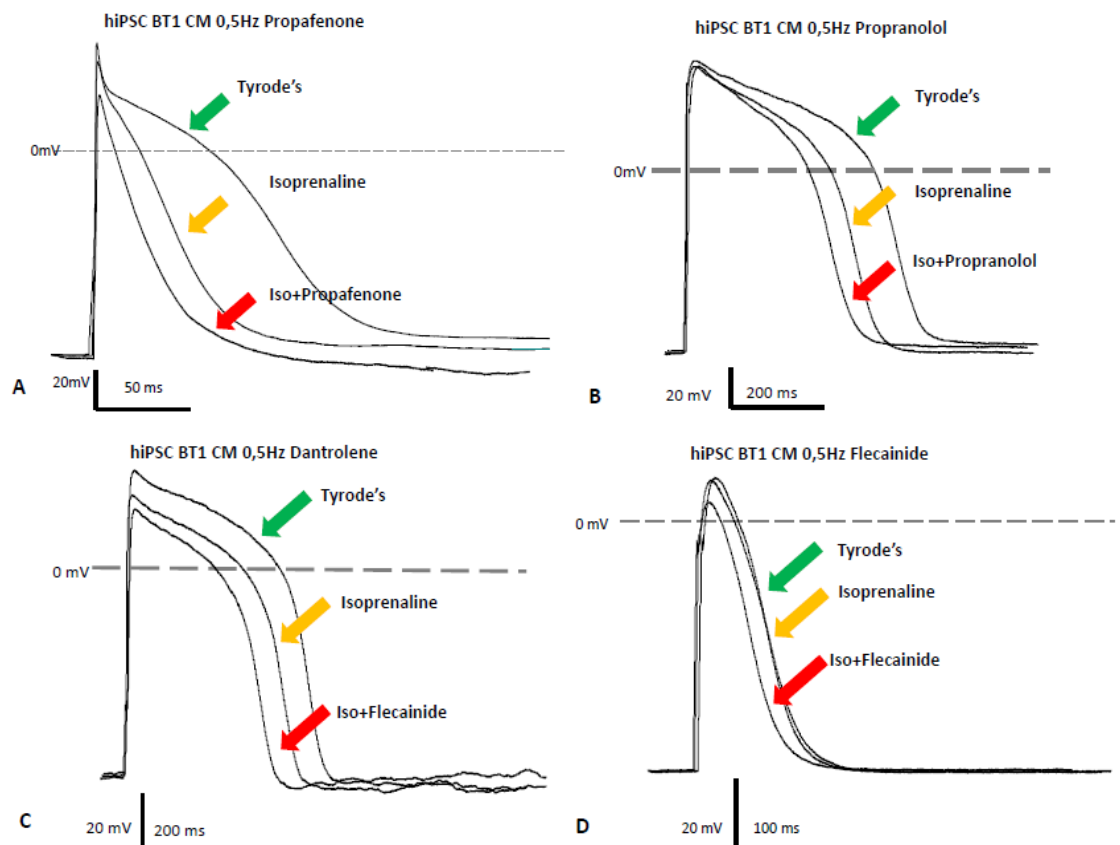 hiPSC BT1 CM 0,5Hz Propafenone
Tyrode’s
0mV
Isoprenaline
Iso+Propafenone
20mV
50 ms
A
hiPSC BT1 CM 0,5Hz Propranolol
Tyrode’s
0mV
Isoprenaline
Iso+Propranolol
20 mV
200 ms
B
hiPSC BT1 CM 0,5Hz Dantrolene
Tyrode’s
0 mV
Isoprenaline
Iso+Flecainide
20 mV
200 ms
C
hiPSC BT1 CM 0,5Hz Flecainide
0 mV
Tyrode’s
Isoprenaline
Iso+Flecainide
20 mV
100 ms
D